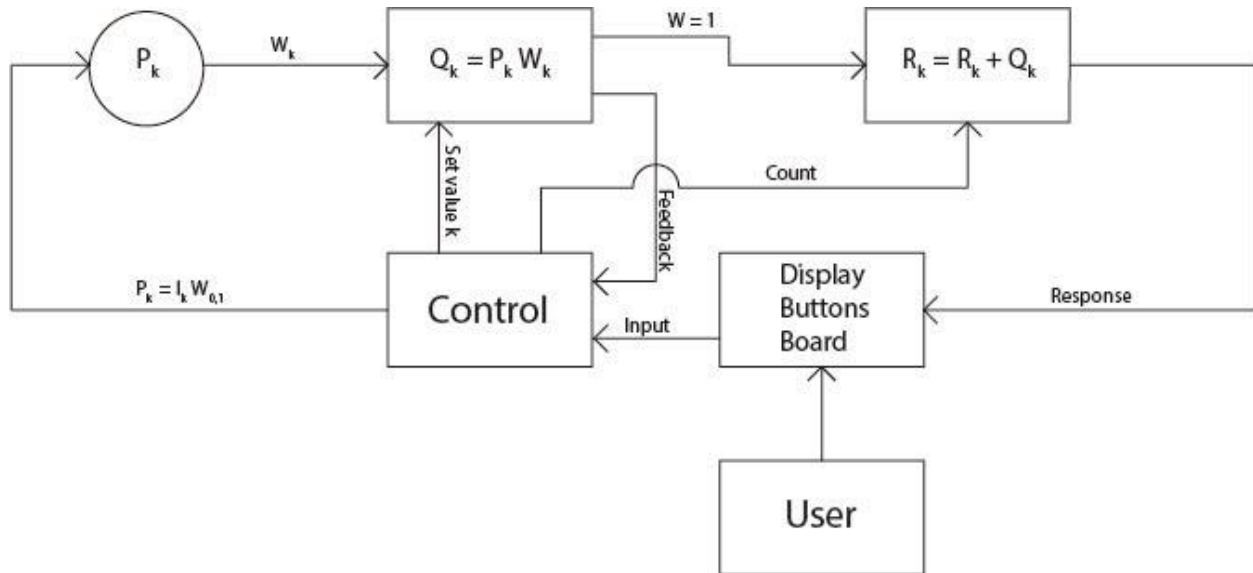 W = 1
Pₖ
Wₖ
Qₖ = Pₖ Wₖ
Rₖ = Rₖ + Qₖ
Set value k
Feedback
Count
Pₖ = Iₖ W₀,₁
Control
Input
Display
Buttons
Board
Response
User